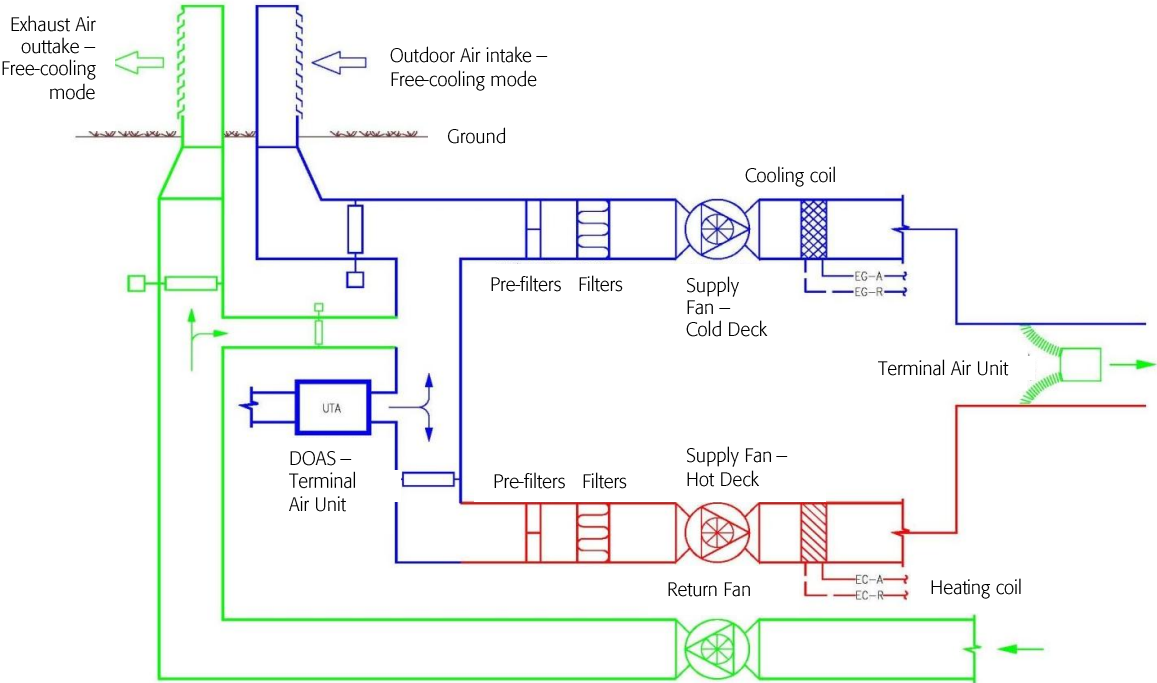 Exhaust Air
outtake –
Free-cooling
mode
Outdoor Air intake –
Free-cooling mode
Ground
Cooling coil
Pre-filters
Filters
Supply
Fan –
Cold Deck
EG-A
EG-R
Terminal Air Unit
UTA
DOAS –
Terminal
Air Unit
Pre-filters
Filters
Supply Fan –
Hot Deck
Return Fan
EC-A
EC-R
Heating coil